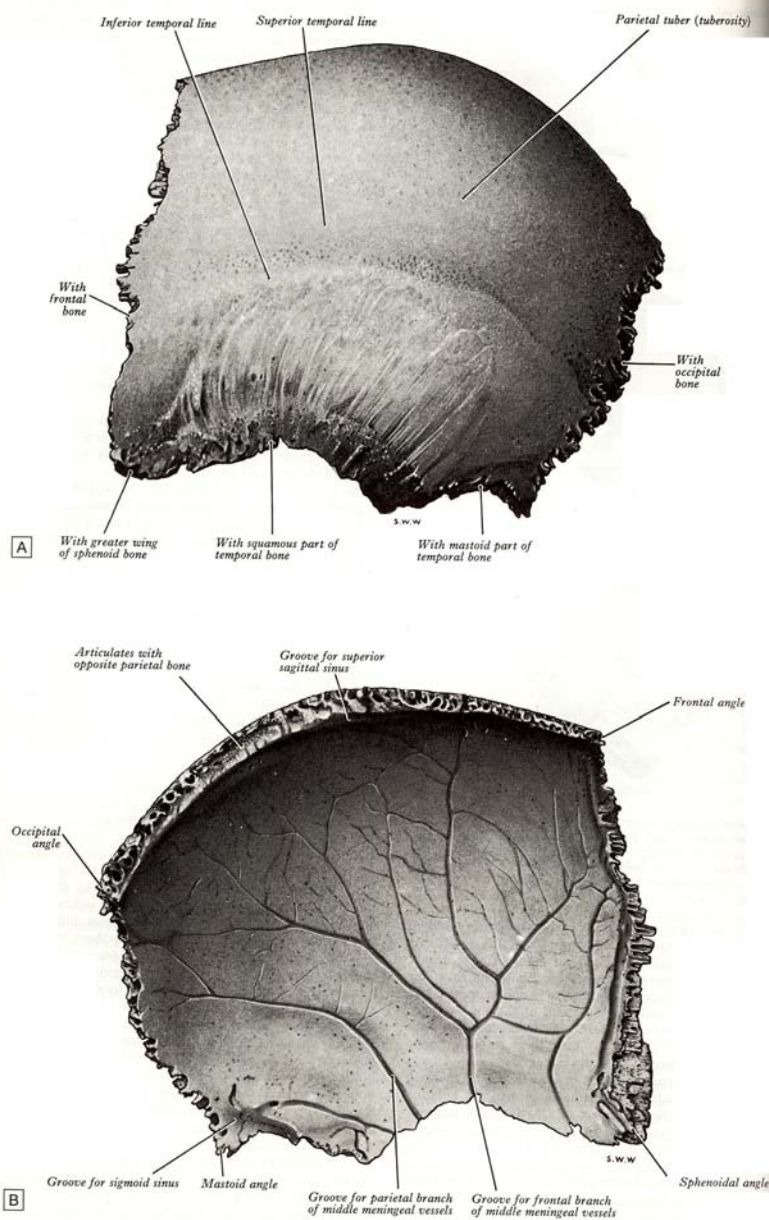 Inferior temporal line
Superior temporal line
Parietal tuber (tuberosity)
With
frontal
bone
With
occipital
bone
S.W.W
A
With greater wing
of sphenoid bone
With squamous part of
temporal bone
With mastoid part of
temporal bone
Articulates with
opposite parietal bone
Groove for superior
sagittal sinus
Frontal angle
Occipital
angle
S.W.W
Groove for sigmoid sinus
Mastoid angle
Groove for parietal branch
of middle meningeal vessels
Groove for frontal branch
of middle meningeal vessels
Sphenoidal angle
B